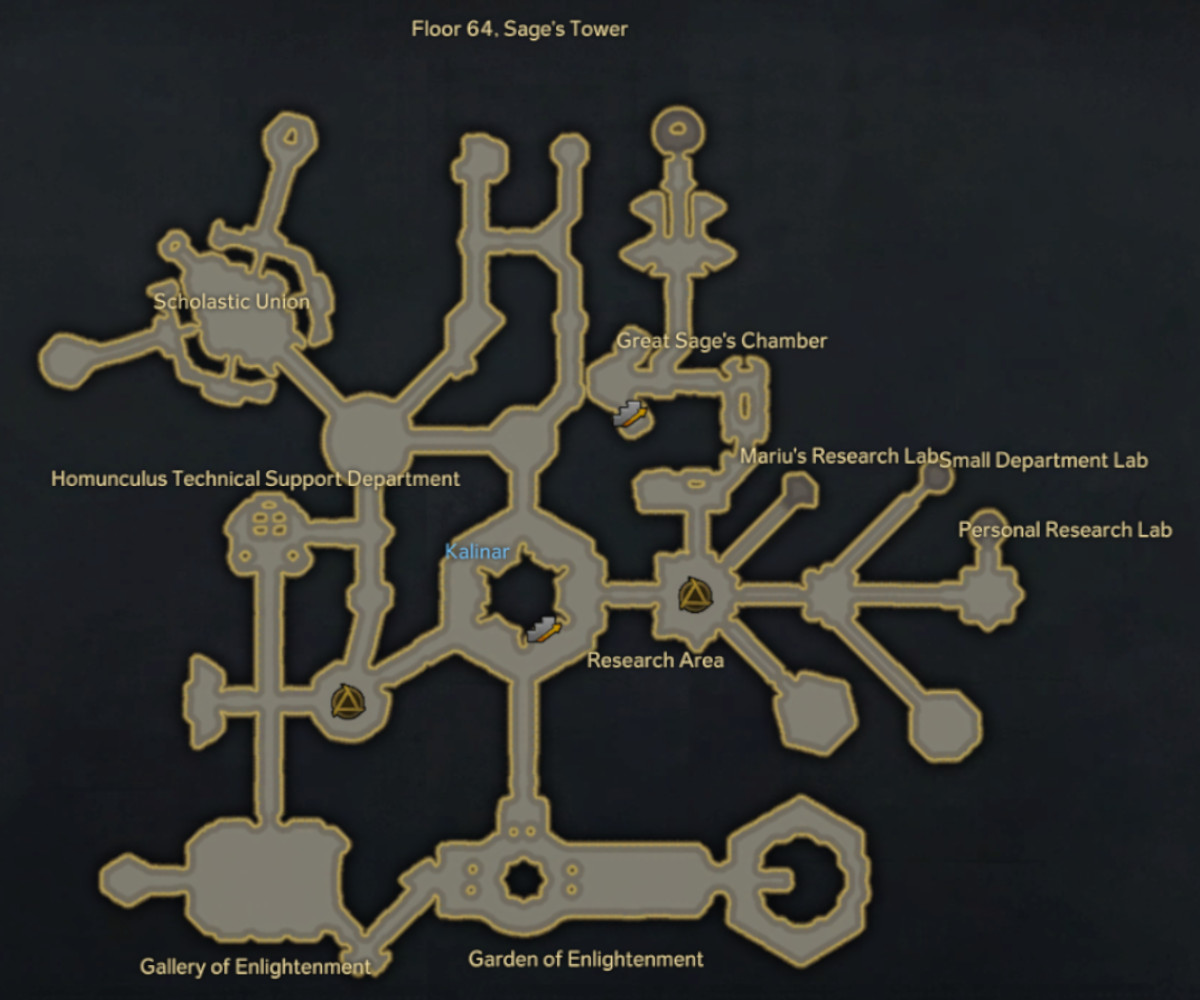 Floor 64, Sage's Tower
Scholastic Union
Great Sage's Chamber
Mariu's Research Lab
Small Department Lab
Homunculus Technical Support Department
Personal Research Lab
Kalinar
Research Area
Garden of Enlightenment
Gallery of Enlightenment